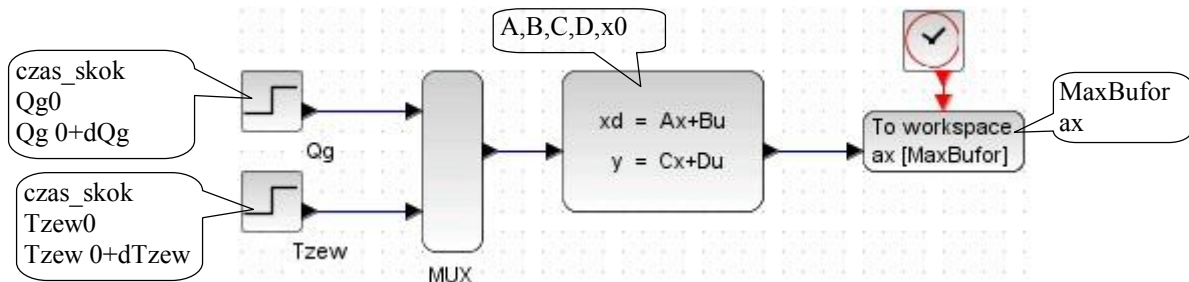 A,B,C,D,x0
czas_skok
Qg0
Qg 0+dQg
Qg
xd = Ax+Bu
y = Cx+Du
To workspace
ax [MaxBufor]
MaxBufor
ax
czas_skok
Tzew0
Tzew 0+dTzew
Tzew
MUX